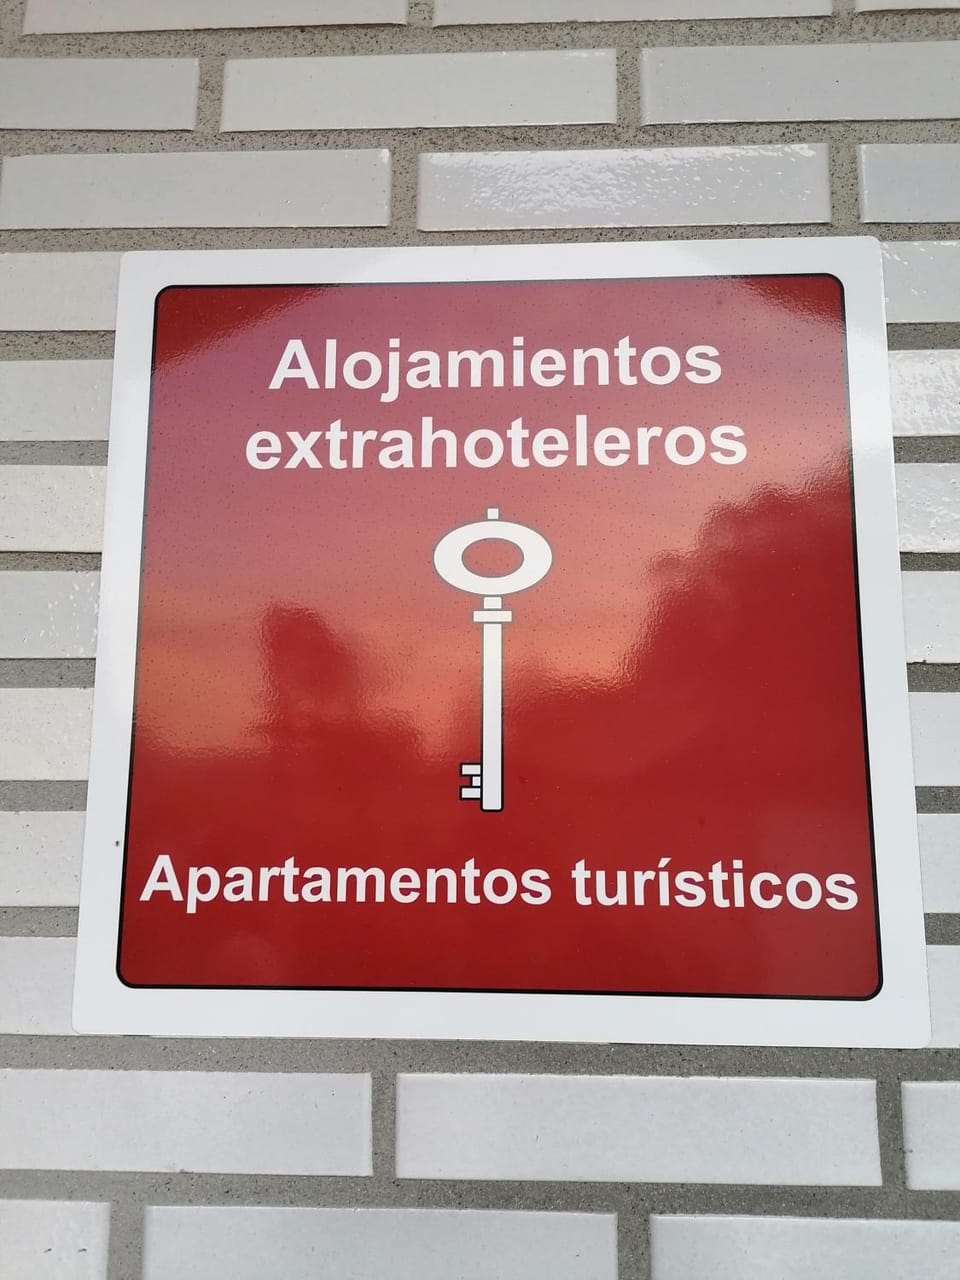 Alojamientos
extrahoteleros
Apartamentos turísticos